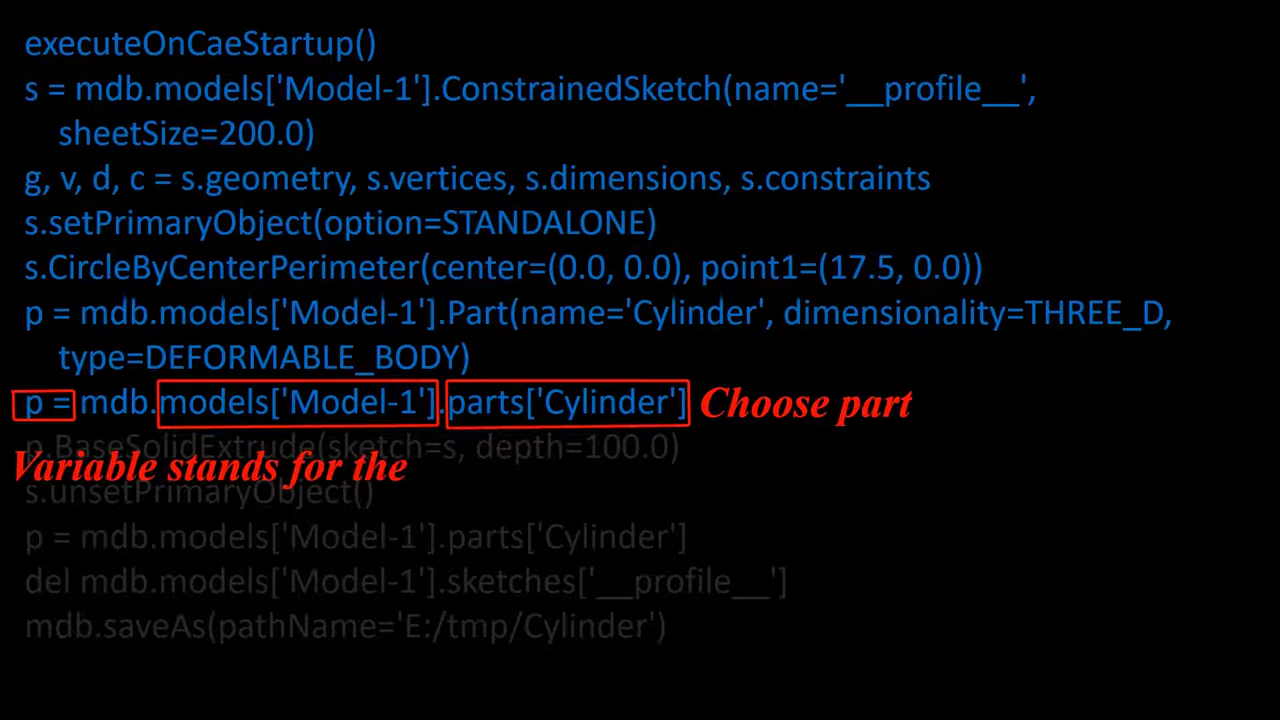 executeOnCaeStartup()
s = mdb.models['Model-1'].ConstrainedSketch(name='__profile__',
sheetSize=200.0)
g, v, d, c = s.geometry, s.vertices, s.dimensions, s.constraints
s.setPrimaryObject(option=STANDALONE)
s.CircleByCenterPerimeter(center=(0.0, 0.0), point1=(17.5, 0.0))
p = mdb.models['Model-1'].Part(name='Cylinder', dimensionality=THREE_D,
type=DEFORMABLE_BODY)
p = mdb.models['Model-1'].parts['Cylinder'] Choose part
p.BaseSolidExtrude(sketch=s, depth=100.0)
Variable stands for the
s.unsetPrimaryObject()
p = mdb.models['Model-1'].parts['Cylinder']
del mdb.models['Model-1'].sketches['__profile__']
mdb.saveAs(pathName='E:/tmp/Cylinder')